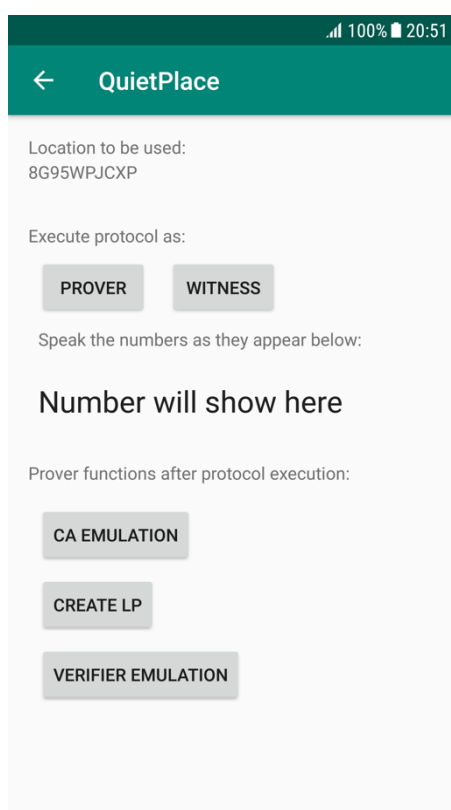 100% 20:51
QuietPlace
Location to be used:
8G95WPJCXP
Execute protocol as:
PROVER WITNESS
Speak the numbers as they appear below:
Number will show here
Prover functions after protocol execution:
CA EMULATION
CREATE LP
VERIFIER EMULATION